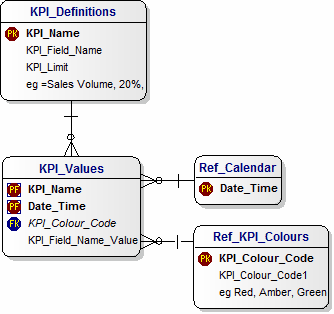 KPI_Definitions
PK KPI_Name
KPI_Field_Name
KPI_Limit
eg =Sales Volume, 20%,
KPI_Values
PF KPI_Name
PF Date_Time
FK KPI_Colour_Code
KPI_Field_Name_Value
Ref_Calendar
PK Date_Time
Ref_KPI_Colours
PK KPI_Colour_Code
KPI_Colour_Code1
eg Red, Amber, Green